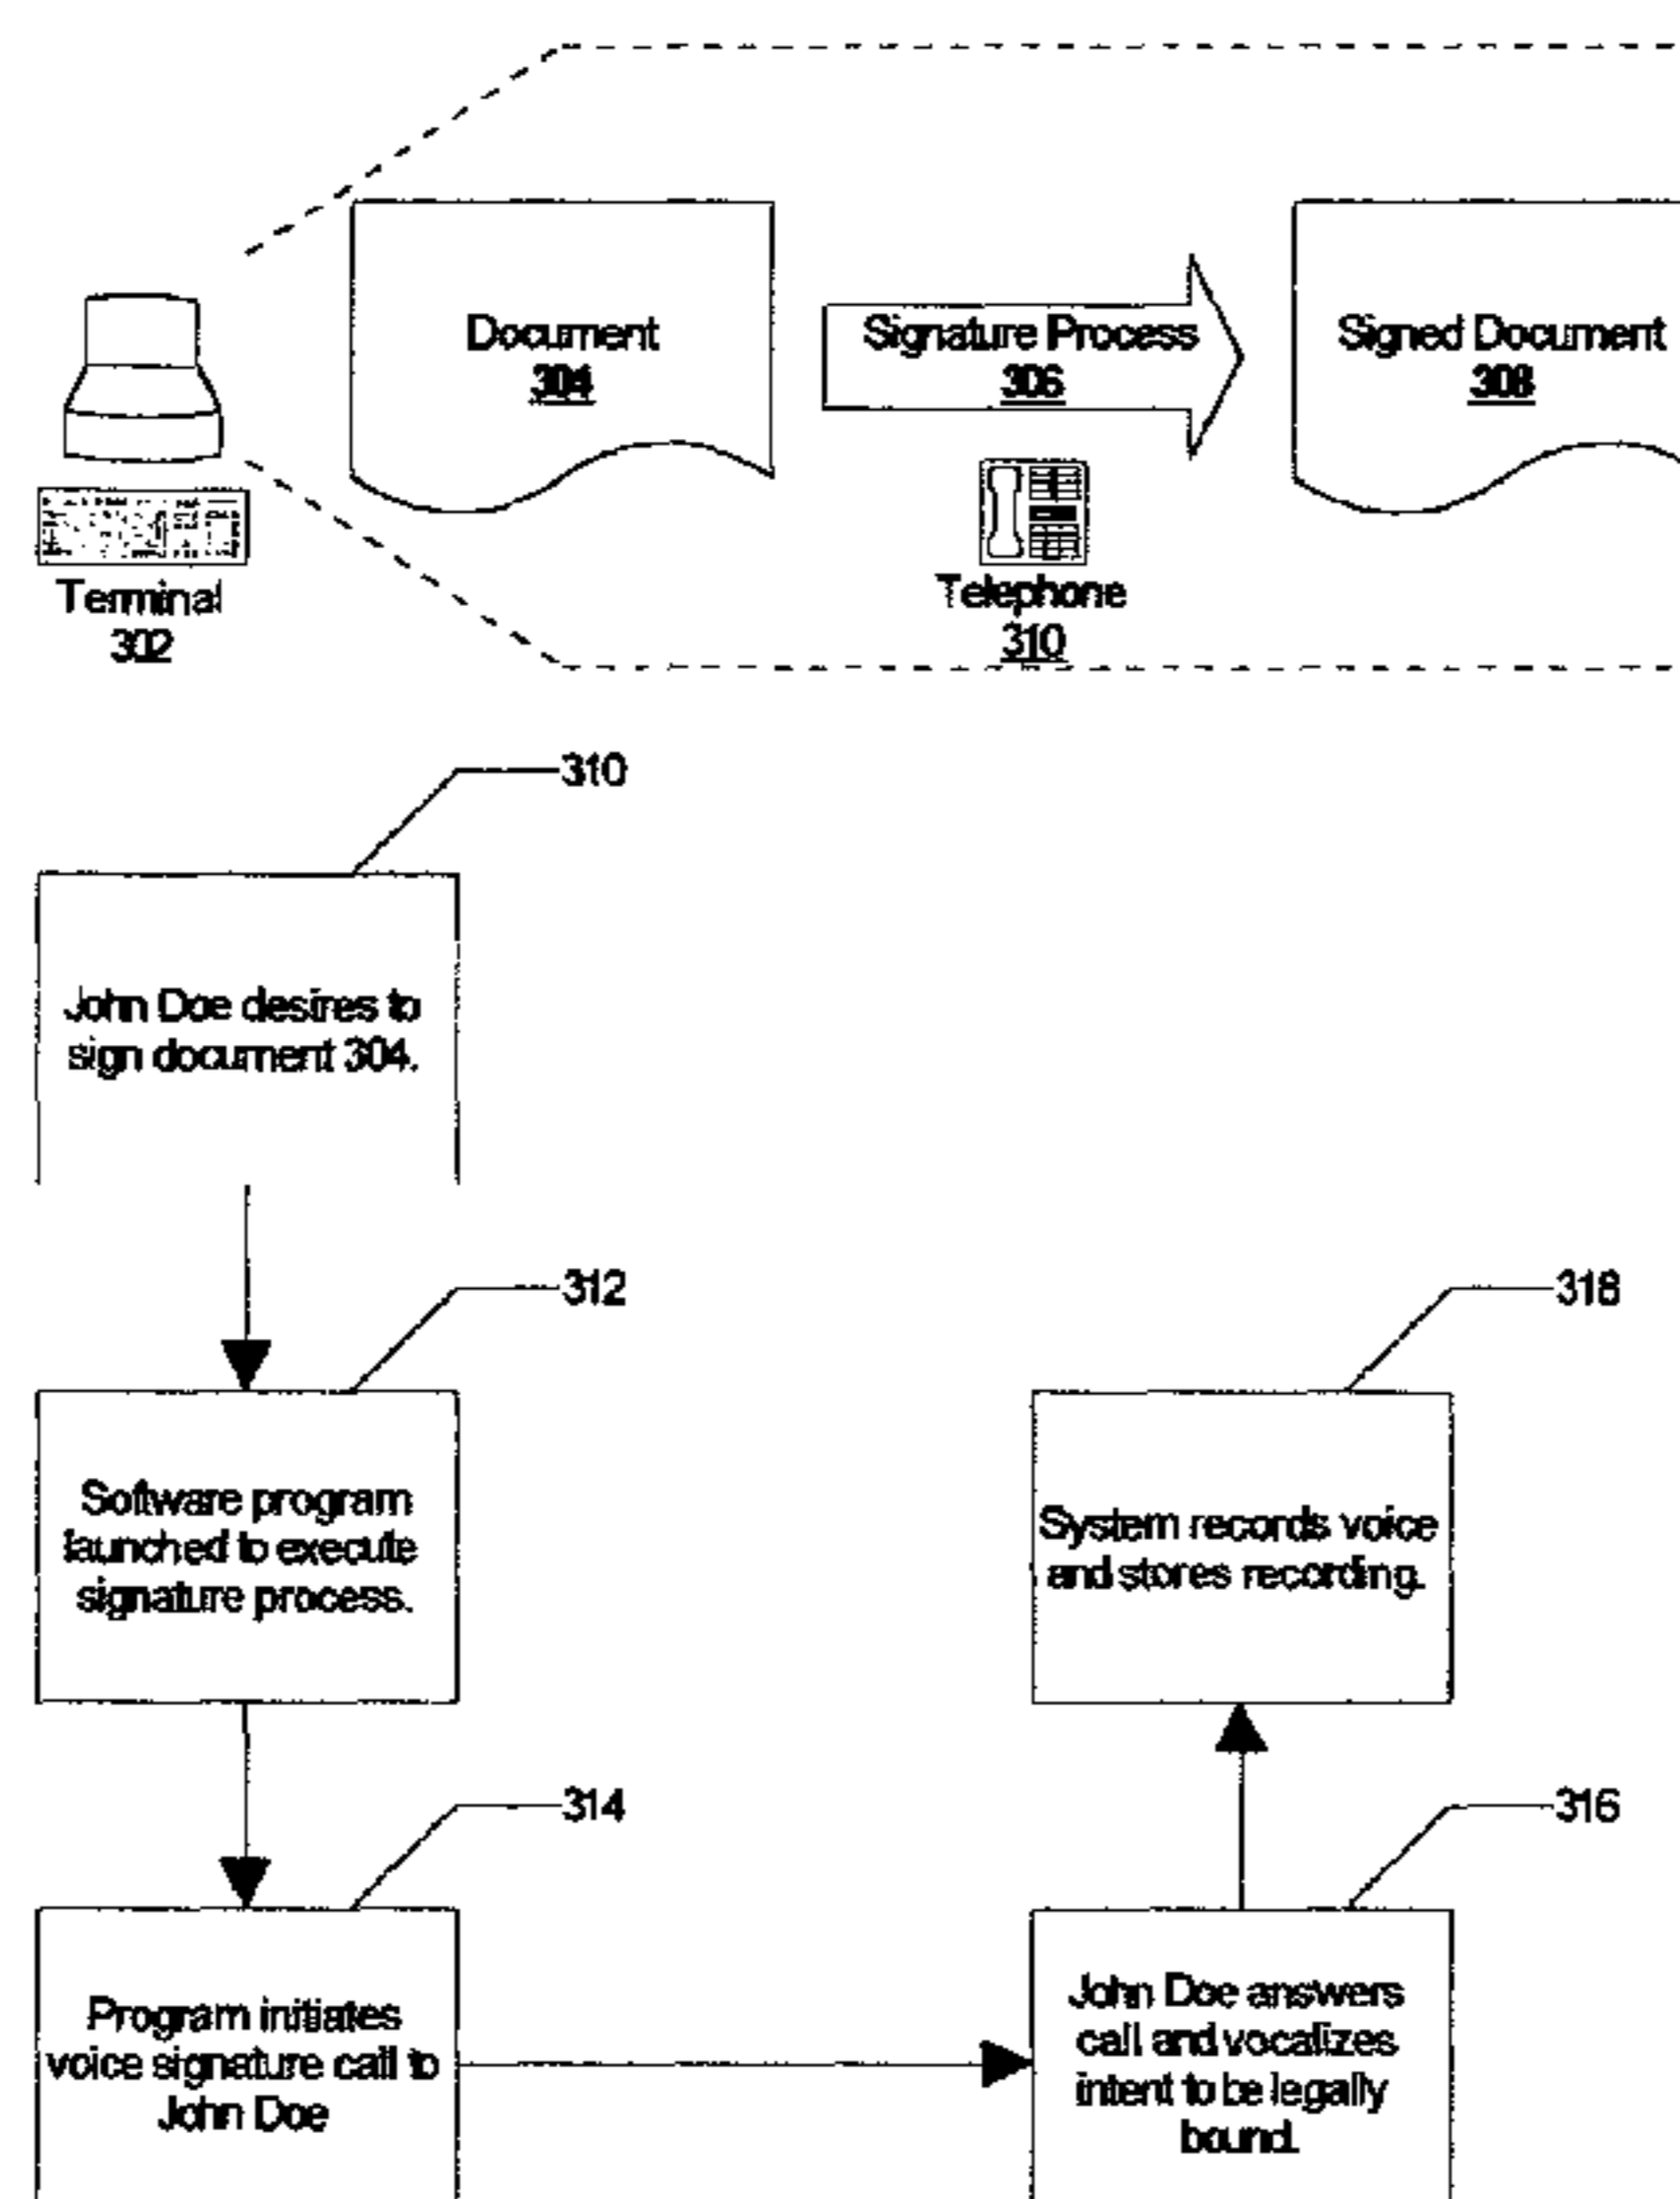 Document
304
Signature Process
306
Signed Document
308
Terminal
302
Telephone
310
310
John Doe desires to
sign document 304.
312
Software program
launched to execute
signature process.
318
System records voice
and stores recording.
314
Program initiates
voice signature call to
John Doe
316
John Doe answers
call and vocalizes
intent to be legally
bound.